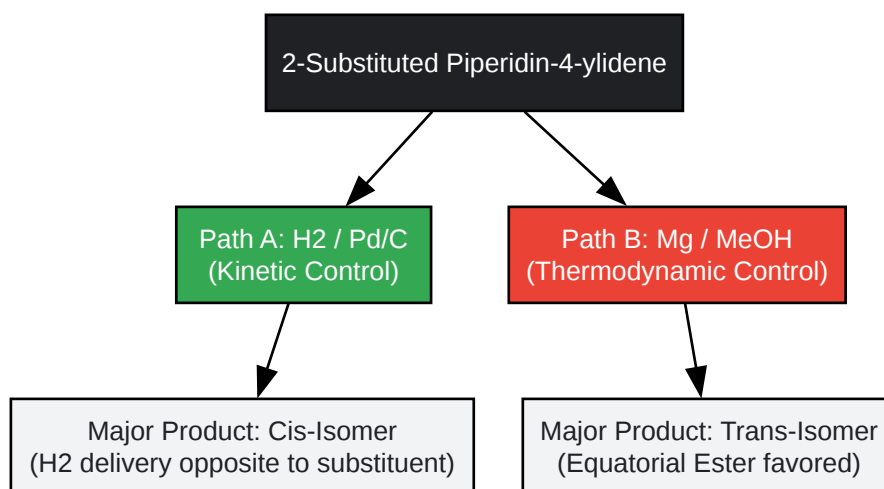 2-Substituted Piperidin-4-ylidene
Path A: H2 / Pd/C
(Kinetic Control)
Path B: Mg / MeOH
(Thermodynamic Control)
Major Product: Cis-Isomer
(H2 delivery opposite to substituent)
Major Product: Trans-Isomer
(Equatorial Ester favored)